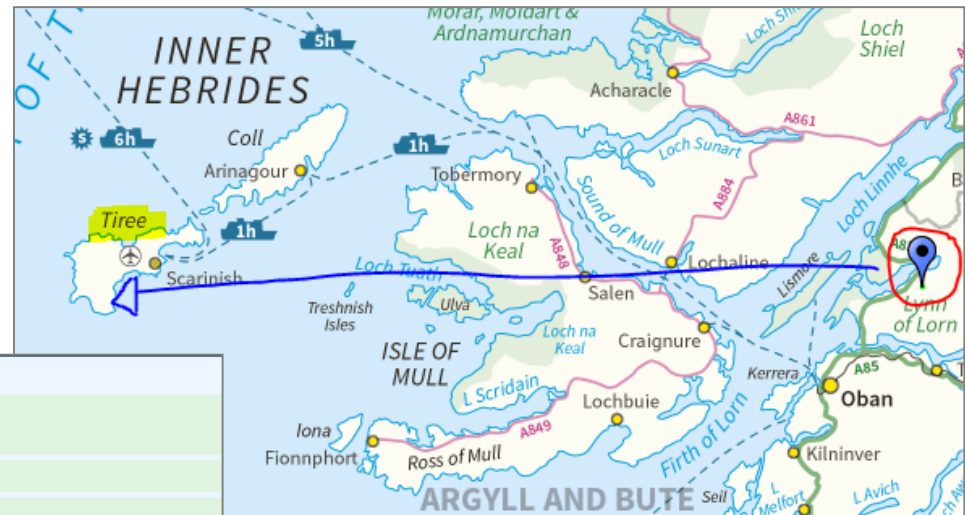 Morar, Moidart &
Ardnamurchan
5h
Loch
Shiel
INNER
HEBRIDES
Acharacle
A861
S 6h
Coll
1h
Loch Sunart
Arinagour
Tobermory
Sound of Mull
A884
Loch Linnhe
Tiree
1h
Loch na
Keal
A848
Scarinish
Loch Tuath
Lochaline
Lismore
Treshnish
Isles
Ulva
Salen
Lynn
of Lorn
Loch na
Keal
Craignure
ISLE OF
MULL
Kerrera
A85
L Scridain
Oban
Lochbuie
Firth of Lorn
Iona
A849
Fionnphort
Ross of Mull
Kilninver
ARGYLL AND BUTE
Seil
L
Melfort
L Avich